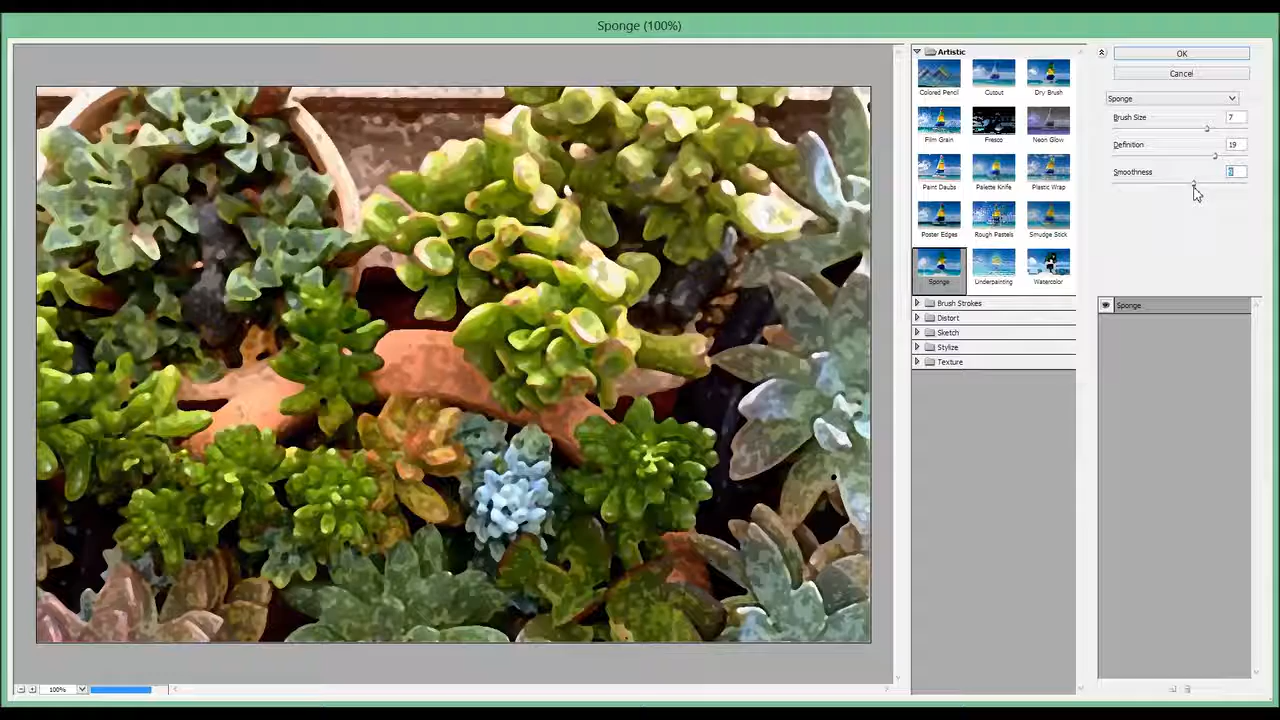 Sponge (100%)
Artistic
Colored Pencil
Cutout
Dry Brush
Film Grain
Fresco
Neon Glow
Paint Daubs
Palette Knife
Plastic Wrap
Poster Edges
Rough Pastels
Smudge Stick
Sponge
Underpainting
Watercolor
Brush Strokes
Distort
Sketch
Stylize
Texture
OK
Cancel
Sponge
Brush Size 7
Definition 19
Smoothness
Sponge
100%